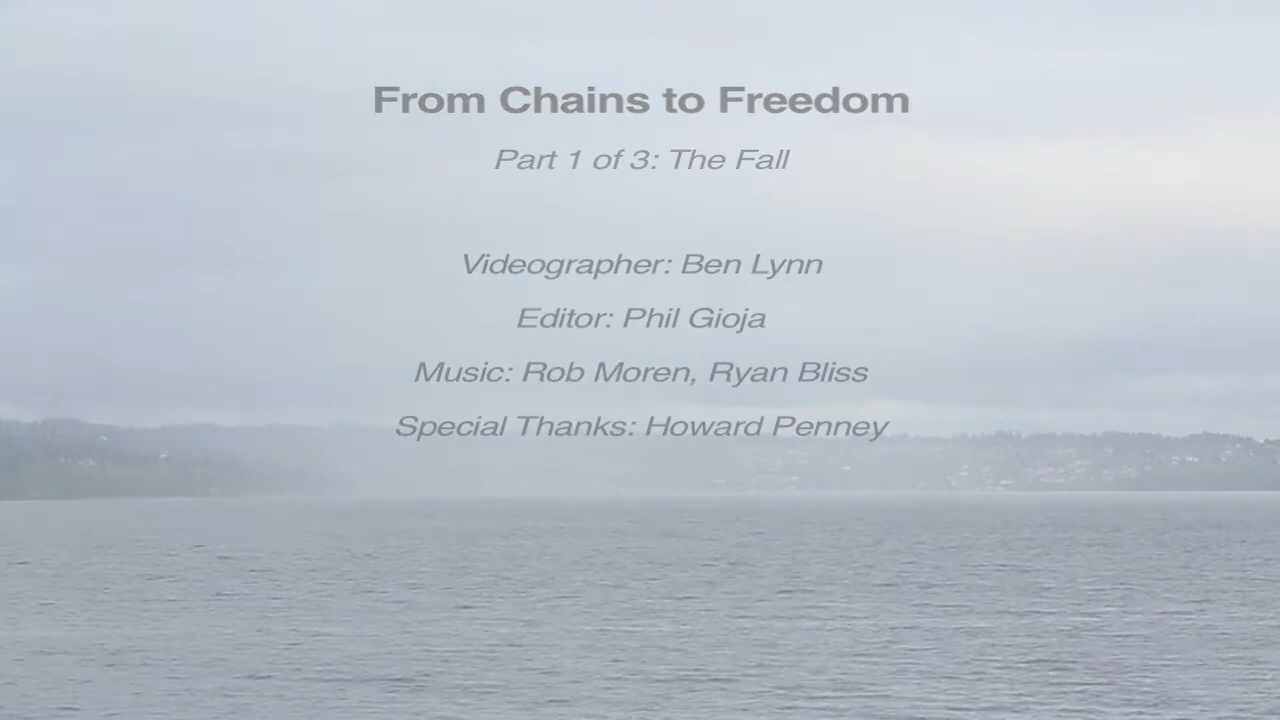 From Chains to Freedom
Part 1 of 3: The Fall
Videographer: Ben Lynn
Editor: Phil Gioja
Music: Rob Moren, Ryan Bliss
Special Thanks: Howard Penney